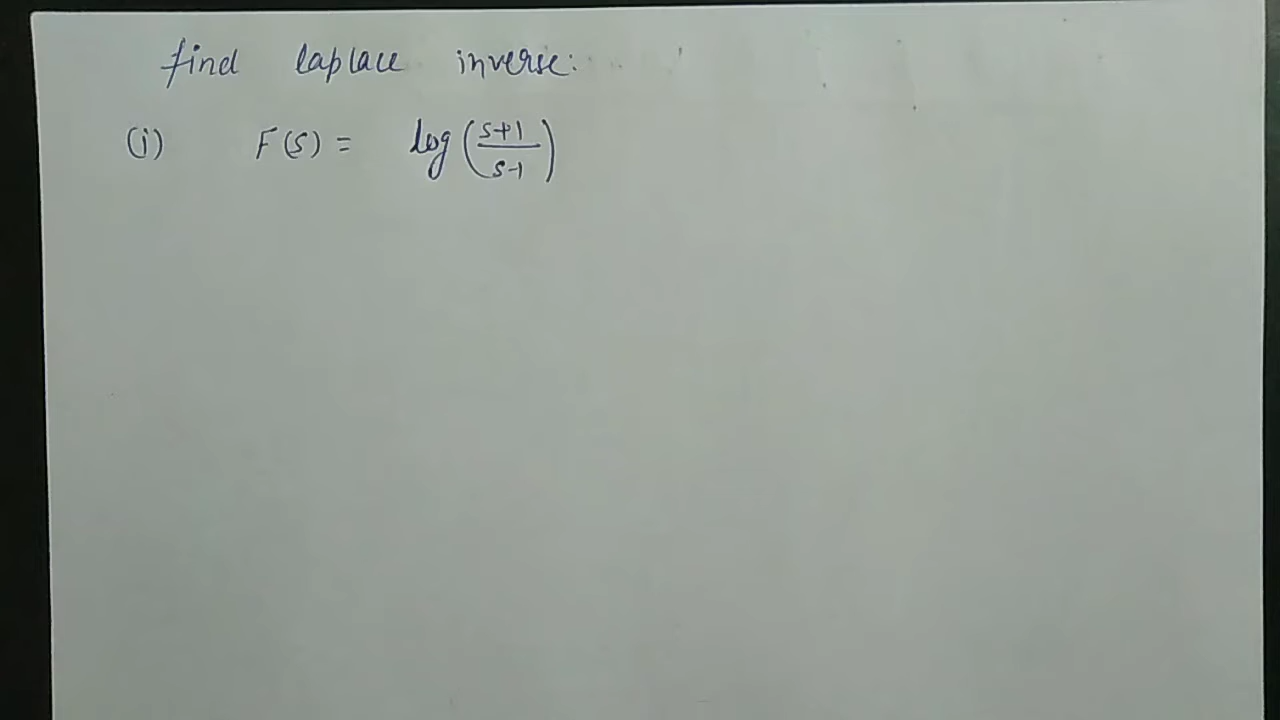 find laplace inverse:
(i) F(s) = log (s+1/s-1)